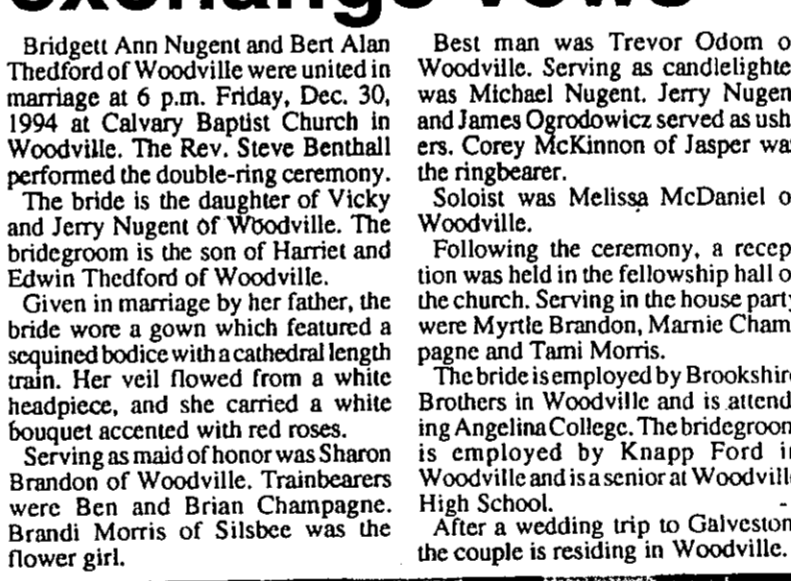 exchange vows
Bridgett Ann Nugent and Bert Alan
Thedford of Woodville were united in
marriage at 6 p.m. Friday, Dec. 30,
1994 at Calvary Baptist Church in
Woodville. The Rev. Steve Benthall
performed the double-ring ceremony.
The bride is the daughter of Vicky
and Jerry Nugent of Woodville. The
bridegroom is the son of Harriet and
Edwin Thedford of Woodville.
Given in marriage by her father, the
bride wore a gown which featured a
sequined bodice with a cathedral length
train. Her veil flowed from a white
headpiece, and she carried a white
bouquet accented with red roses.
Serving as maid of honor was Sharon
Brandon of Woodville. Trainbearers
were Ben and Brian Champagne.
Brandi Morris of Silsbee was the
flower girl.
Best man was Trevor Odom o
Woodville. Serving as candlelighte
was Michael Nugent. Jerry Nugen
and James Ogrodowicz served as ush
ers. Corey McKinnon of Jasper wa
the ringbearer.
Soloist was Melissa McDaniel o
Woodville.
Following the ceremony, a recep
tion was held in the fellowship hall o
the church. Serving in the house party
were Myrtle Brandon, Marnie Cham
pagne and Tami Morris.
The bride is employed by Brookshire
Brothers in Woodville and is attend
ing Angelina College. The bridegroom
is employed by Knapp Ford in
Woodville and is a senior at Woodville
High School.
After a wedding trip to Galveston
the couple is residing in Woodville.